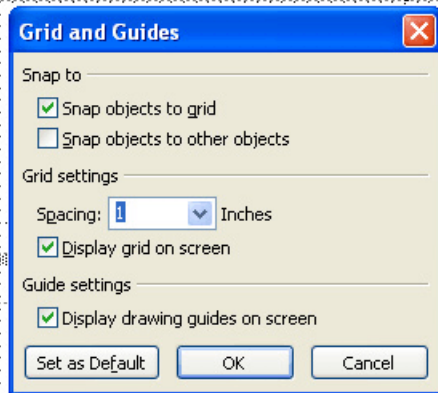 Grid and Guides
Snap to
Snap objects to grid
Snap objects to other objects
Grid settings
Spacing: 1 Inches
Display grid on screen
Guide settings
Display drawing guides on screen
Set as Default OK Cancel